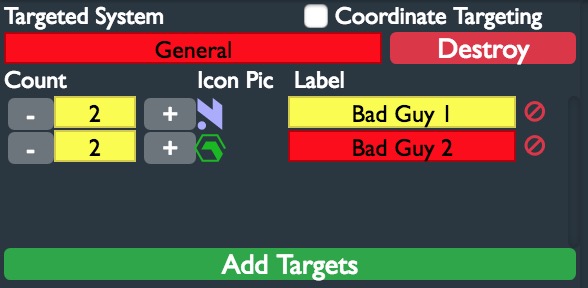 Targeted System Coordinate Targeting
General Destroy
Count Icon Pic Label
- 2 + Bad Guy 1
- 2 + Bad Guy 2
Add Targets